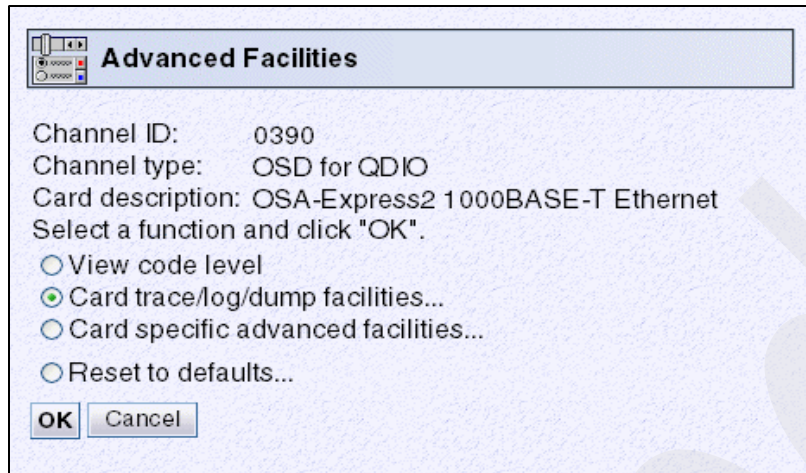 Advanced Facilities
Channel ID: 0390
Channel type: OSD for QDIO
Card description: OSA-Express2 1000BASE-T Ethernet
Select a function and click "OK".
View code level
Card trace/log/dump facilities...
Card specific advanced facilities...
Reset to defaults...
OK Cancel